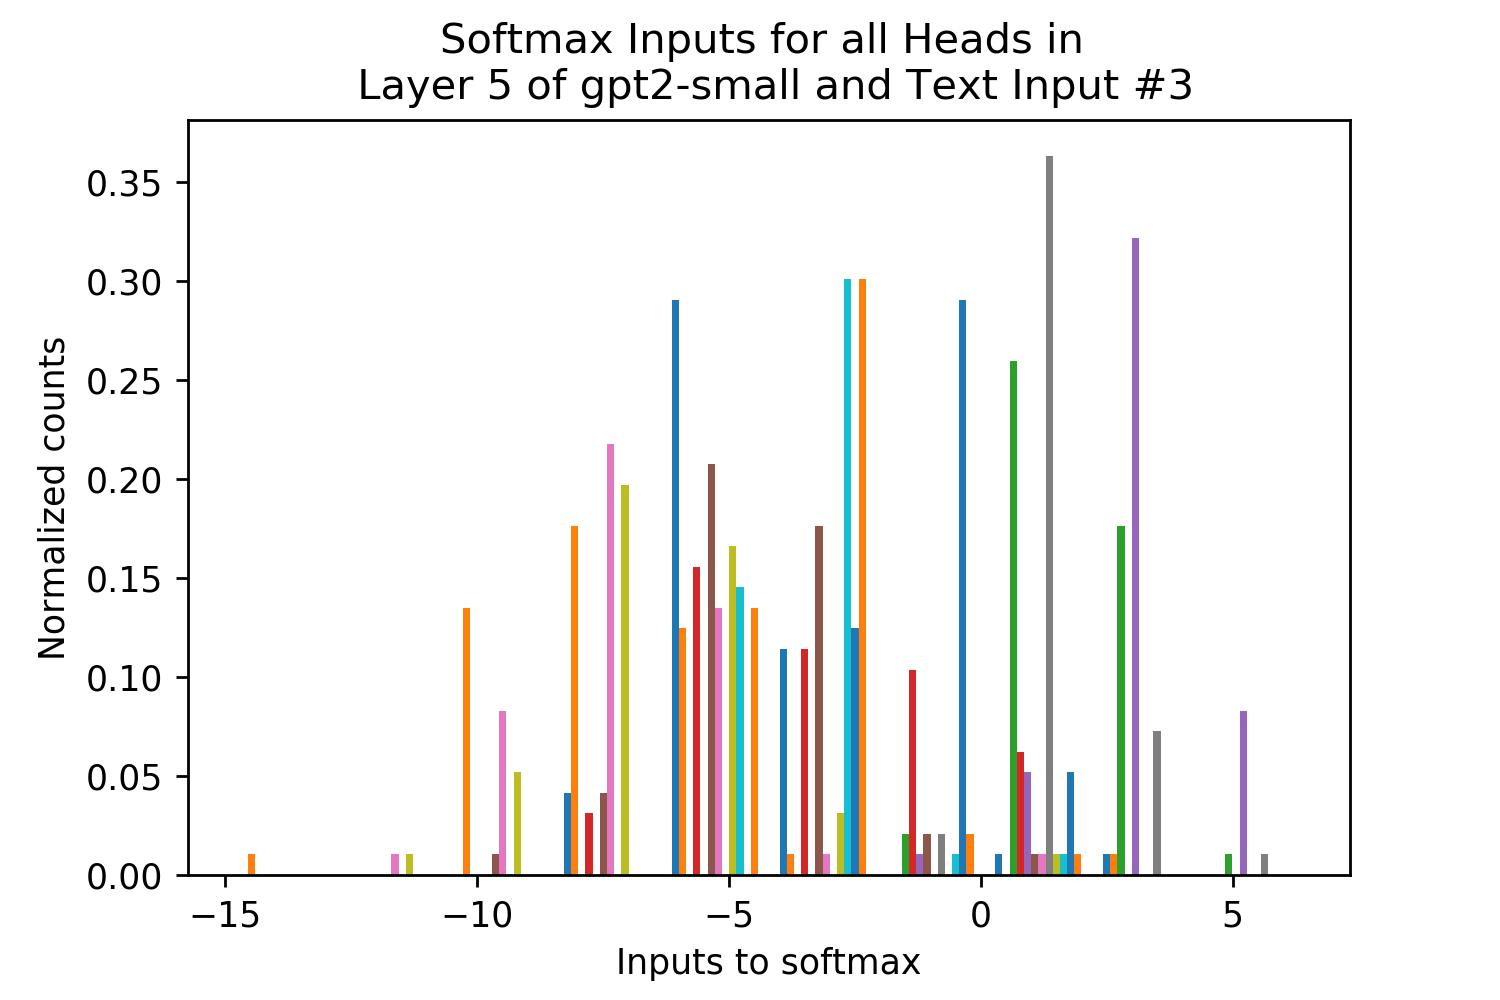 Softmax Inputs for all Heads in
Layer 5 of gpt2-small and Text Input #3
0.35
0.30
0.25
0.20
0.15
0.10
0.05
0.00
Normalized counts
−15 −10 −5 0 5
Inputs to softmax